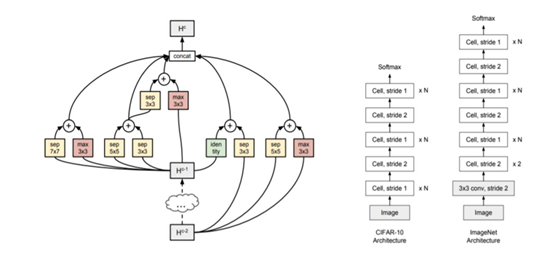 H^c
concat
+
sep
3x3
max
3x3
+
+
+
+
sep
7x7
max
3x3
sep
5x5
sep
3x3
iden
tity
sep
3x3
sep
5x5
max
3x3
H^c-1
...
H^c-2
Softmax
Cell, stride 1 x N
Cell, stride 2
Cell, stride 1 x N
Cell, stride 2
Cell, stride 1 x N
Image
CIFAR-10
Architecture
Softmax
Cell, stride 1 x N
Cell, stride 2
Cell, stride 1 x N
Cell, stride 2
Cell, stride 1 x N
Cell, stride 2 x 2
3x3 conv, stride 2
Image
ImageNet
Architecture